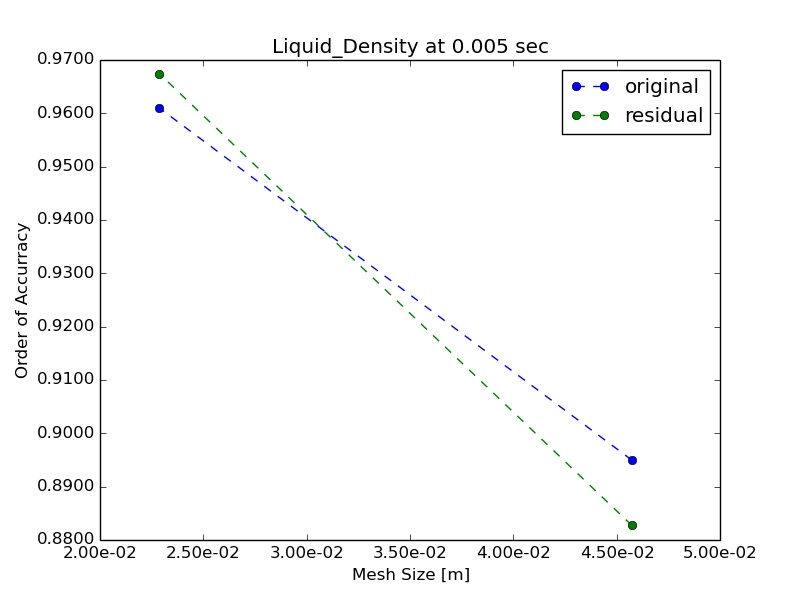 Liquid_Density at 0.005 sec
0.9700
0.9600
0.9500
0.9400
0.9300
0.9200
0.9100
0.9000
0.8900
0.8800
Order of Accurracy
original
residual
2.00e-02 2.50e-02 3.00e-02 3.50e-02 4.00e-02 4.50e-02 5.00e-02
Mesh Size [m]